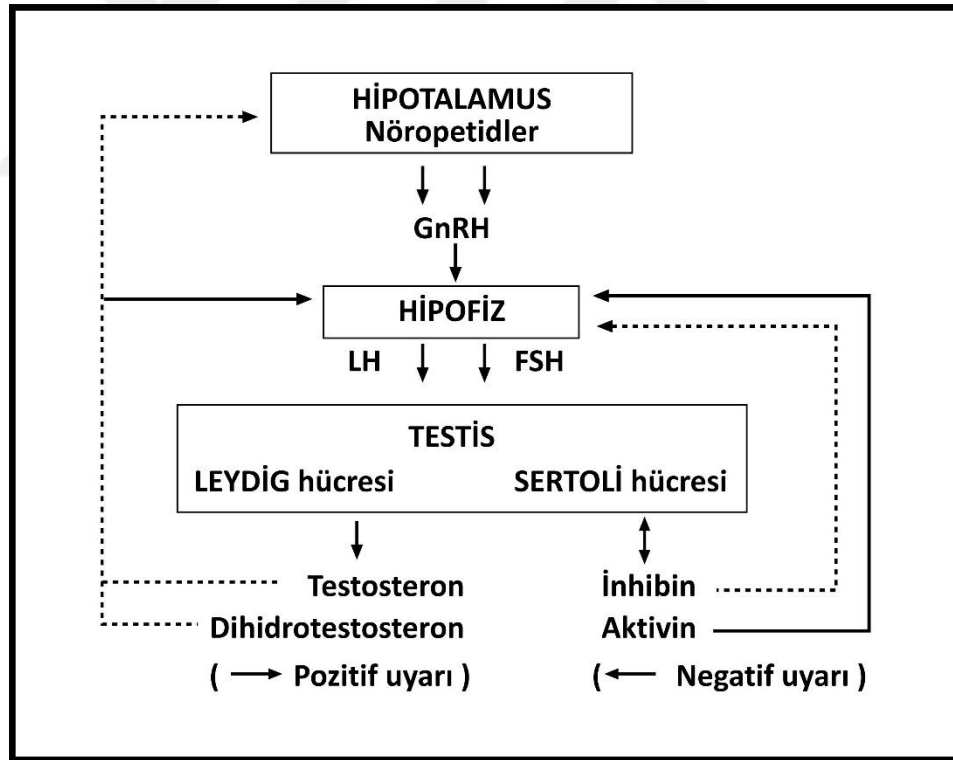 HİPOTALAMUS
Nöropetidler
GnRH
HİPOFİZ
LH FSH
TESTİS
LEYDİG hücresi SERTOLİ hücresi
Testosteron İnhibin
Dihidrotestosteron Aktivin
( → Pozitif uyarı ) (← Negatif uyarı )